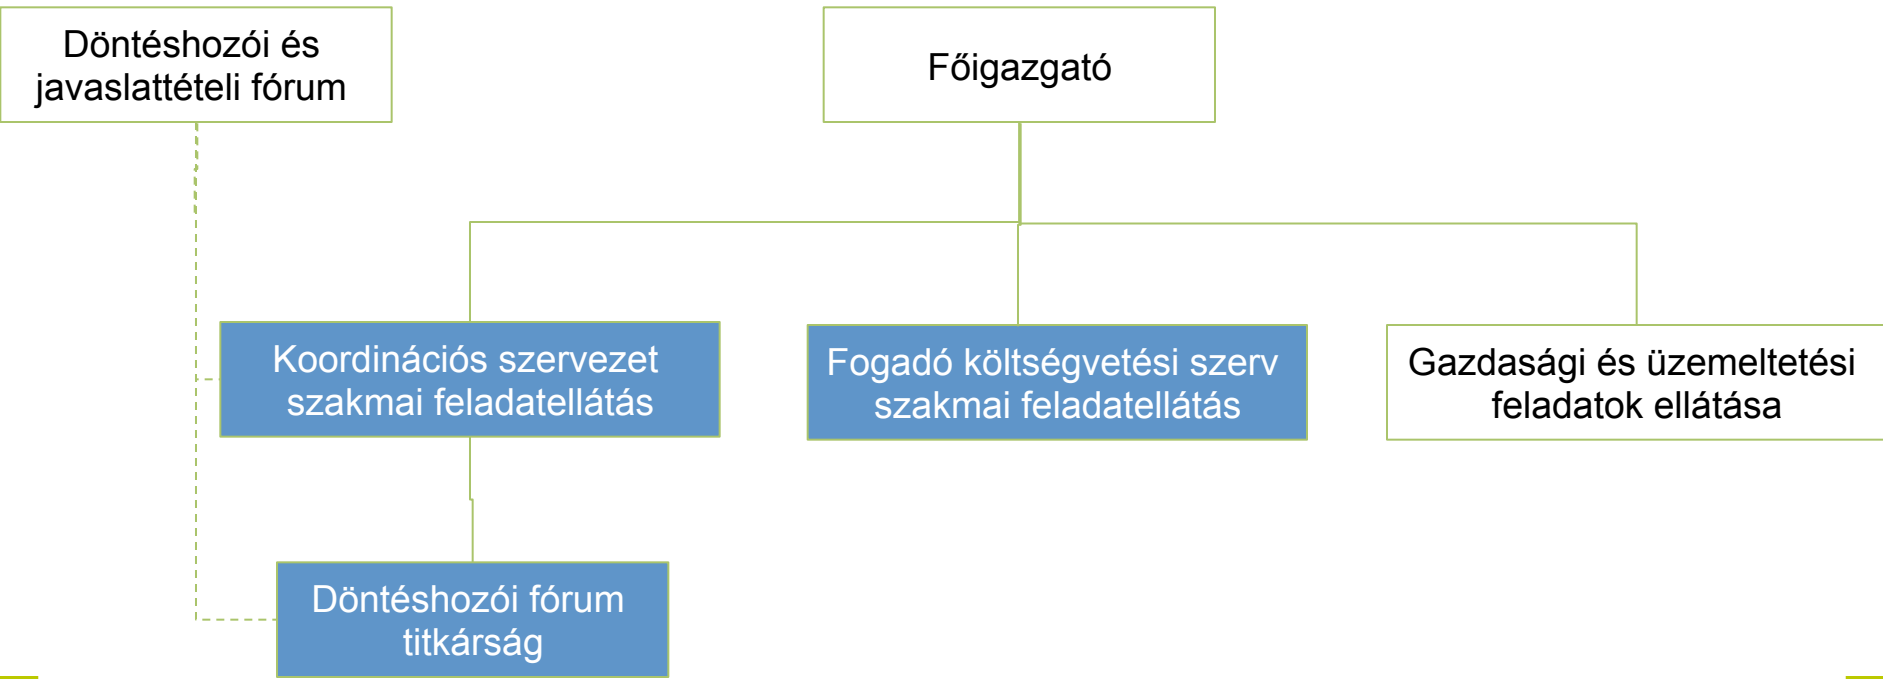 Döntéshozói és
javaslattételi fórum
Főigazgató
Koordinációs szervezet
szakmai feladatellátás
Fogadó költségvetési szerv
szakmai feladatellátás
Gazdasági és üzemeltetési
feladatok ellátása
Döntéshozói fórum
titkárság